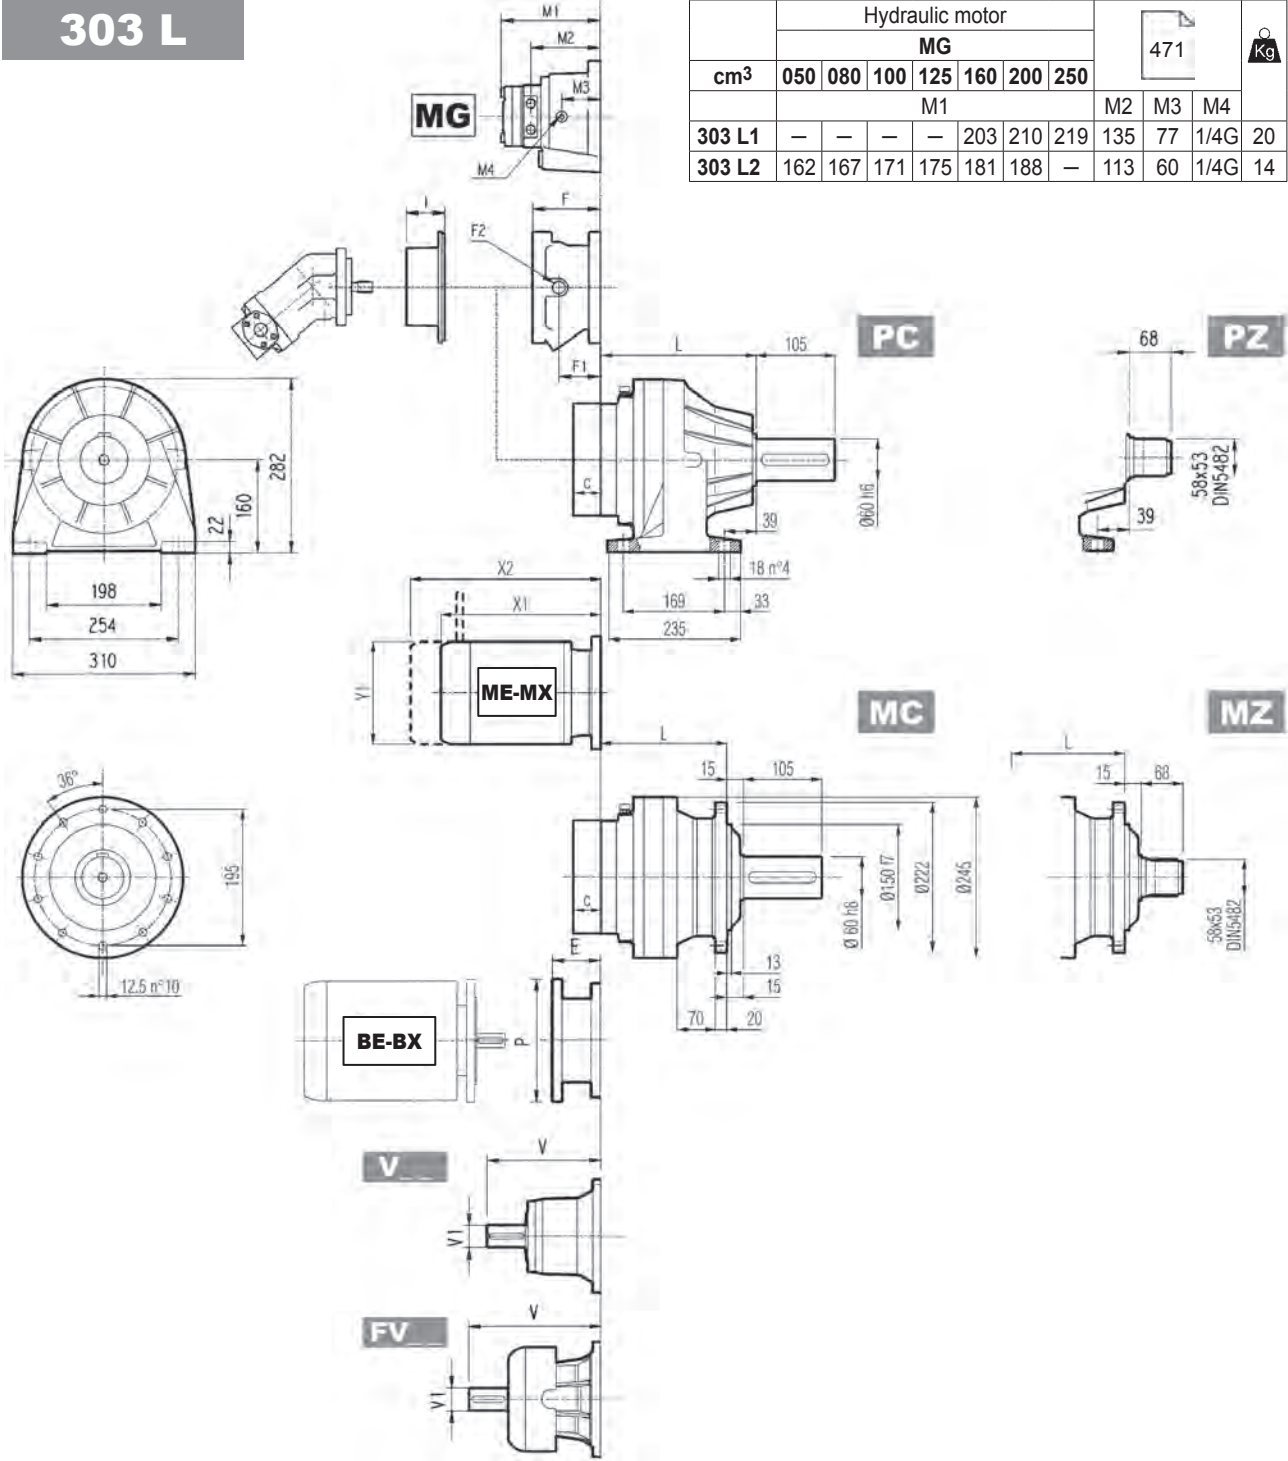 303 L
Hydraulic motor
MG
471
Kg
cm³ 050 080 100 125 160 200 250
M1 M2 M3 M4
303 L1 – – – – 203 210 219 135 77 1/4G 20
303 L2 162 167 171 175 181 188 – 113 60 1/4G 14
M1
M2
M3
MG
M4
I
F
F2
F1
PC
L
105
PZ
68
58x53
DIN5482
39
282
160
22
198
254
310
C
Ø60 h6
39
18 n°4
169
33
235
X2
X1
Y1
ME-MX
MC
L
15
105
MZ
L
15
68
58x53
DIN5482
36°
195
12.5 n°10
C
E
Ø 60 h6
Ø150 f7
Ø222
Ø245
13
15
70
20
BE-BX
P
V__
V
V1
FV__
V
V1